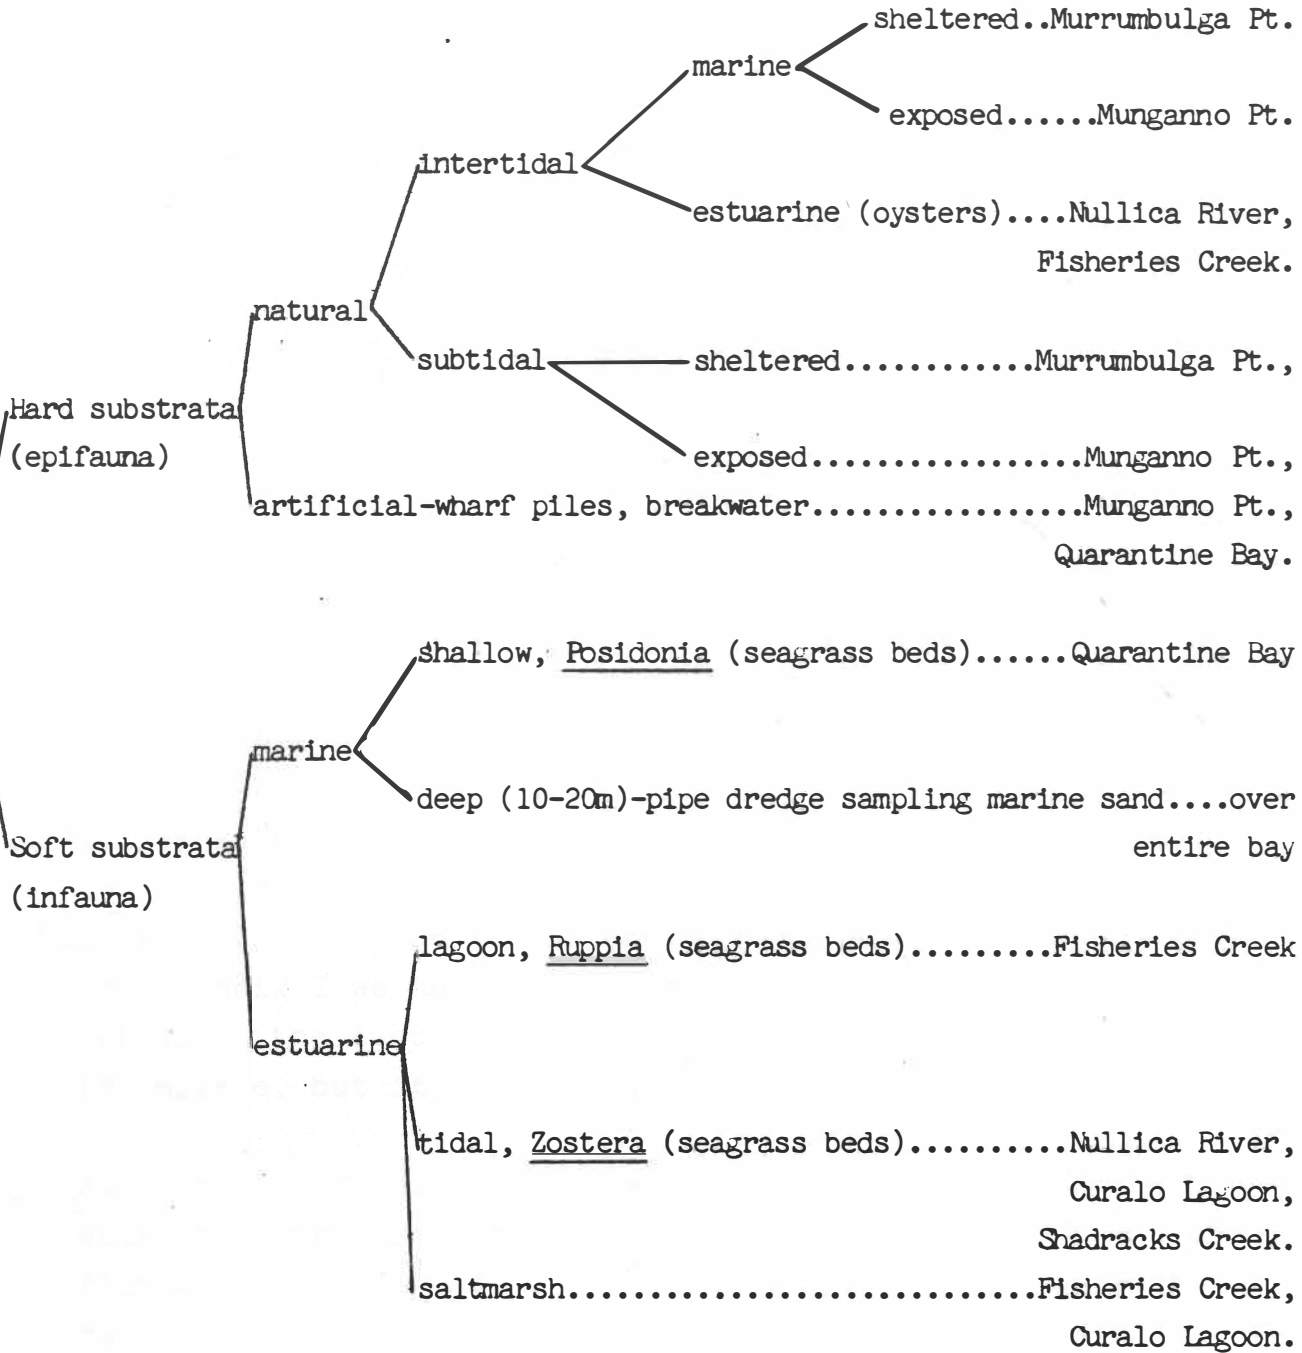 sheltered..Murrumbulga Pt.
marine
exposed......Munganno Pt.
intertidal
estuarine (oysters)....Nullica River,
Fisheries Creek.
natural
subtidal
sheltered............Murrumbulga Pt.,
Hard substrata
(epifauna)
exposed.................Munganno Pt.,
artificial-wharf piles, breakwater.................Munganno Pt.,
Quarantine Bay.
shallow, Posidonia (seagrass beds)......Quarantine Bay
marine
deep (10-20m)-pipe dredge sampling marine sand....over
entire bay
Soft substrata
(infauna)
lagoon, Ruppia (seagrass beds).........Fisheries Creek
estuarine
tidal, Zostera (seagrass beds)..........Nullica River,
Curalo Lagoon,
Shadracks Creek.
saltmarsh.............................Fisheries Creek,
Curalo Lagoon.